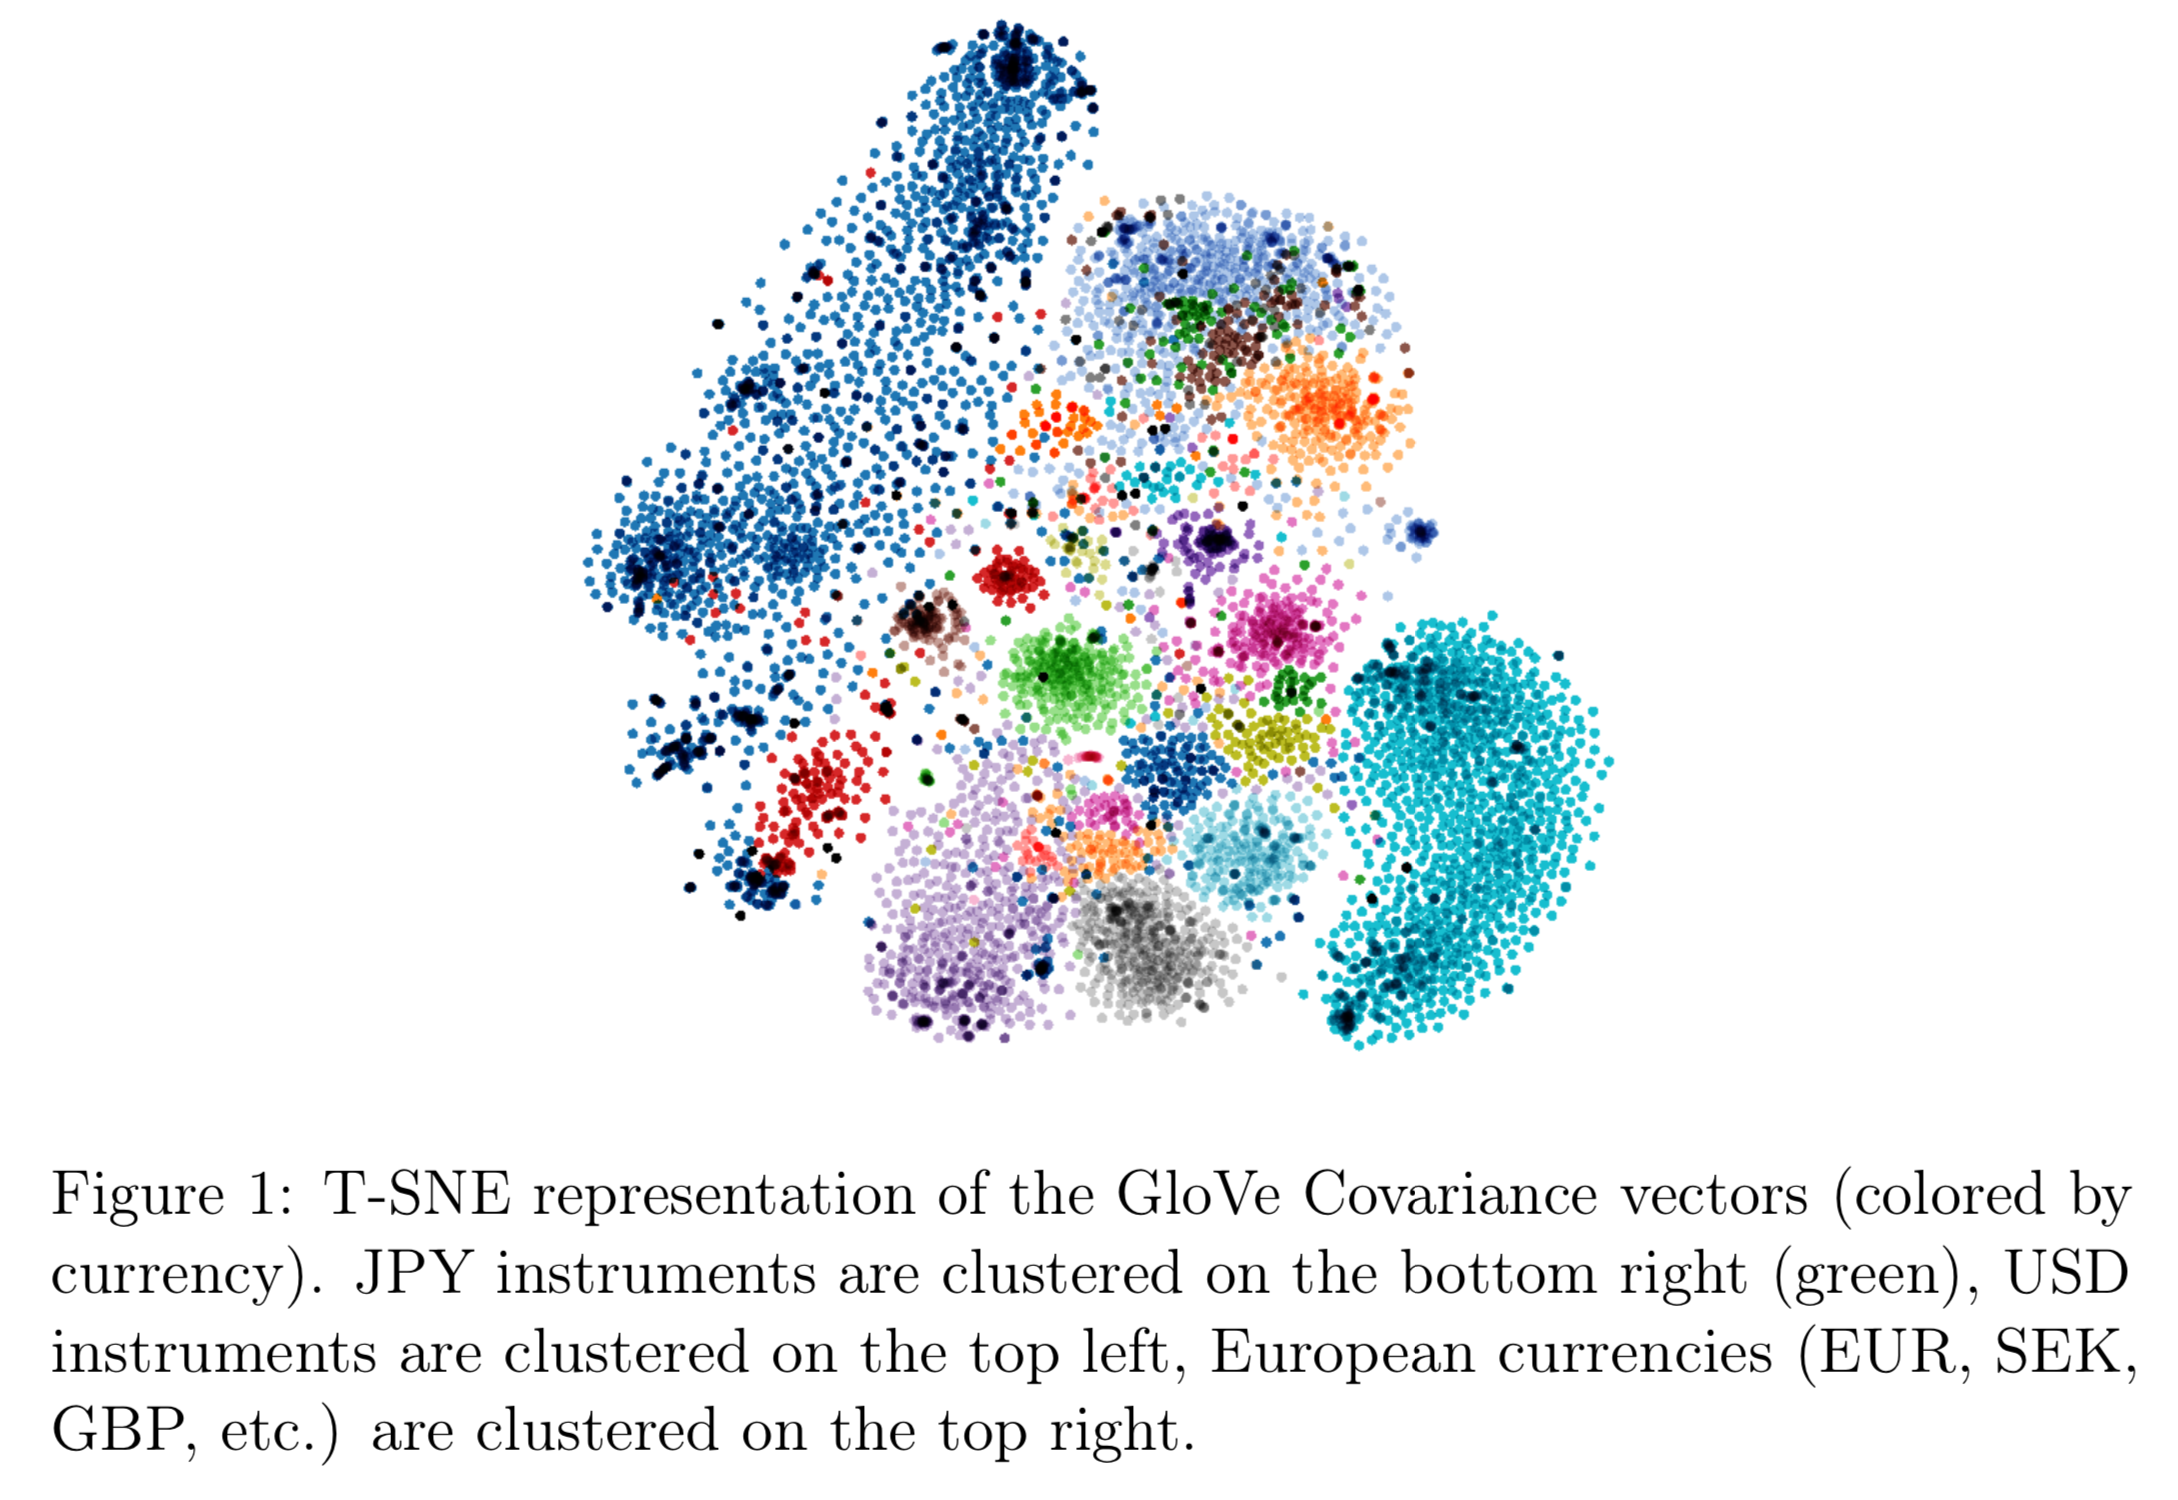 Figure 1: T-SNE representation of the GloVe Covariance vectors (colored by
currency). JPY instruments are clustered on the bottom right (green), USD
instruments are clustered on the top left, European currencies (EUR, SEK,
GBP, etc.) are clustered on the top right.